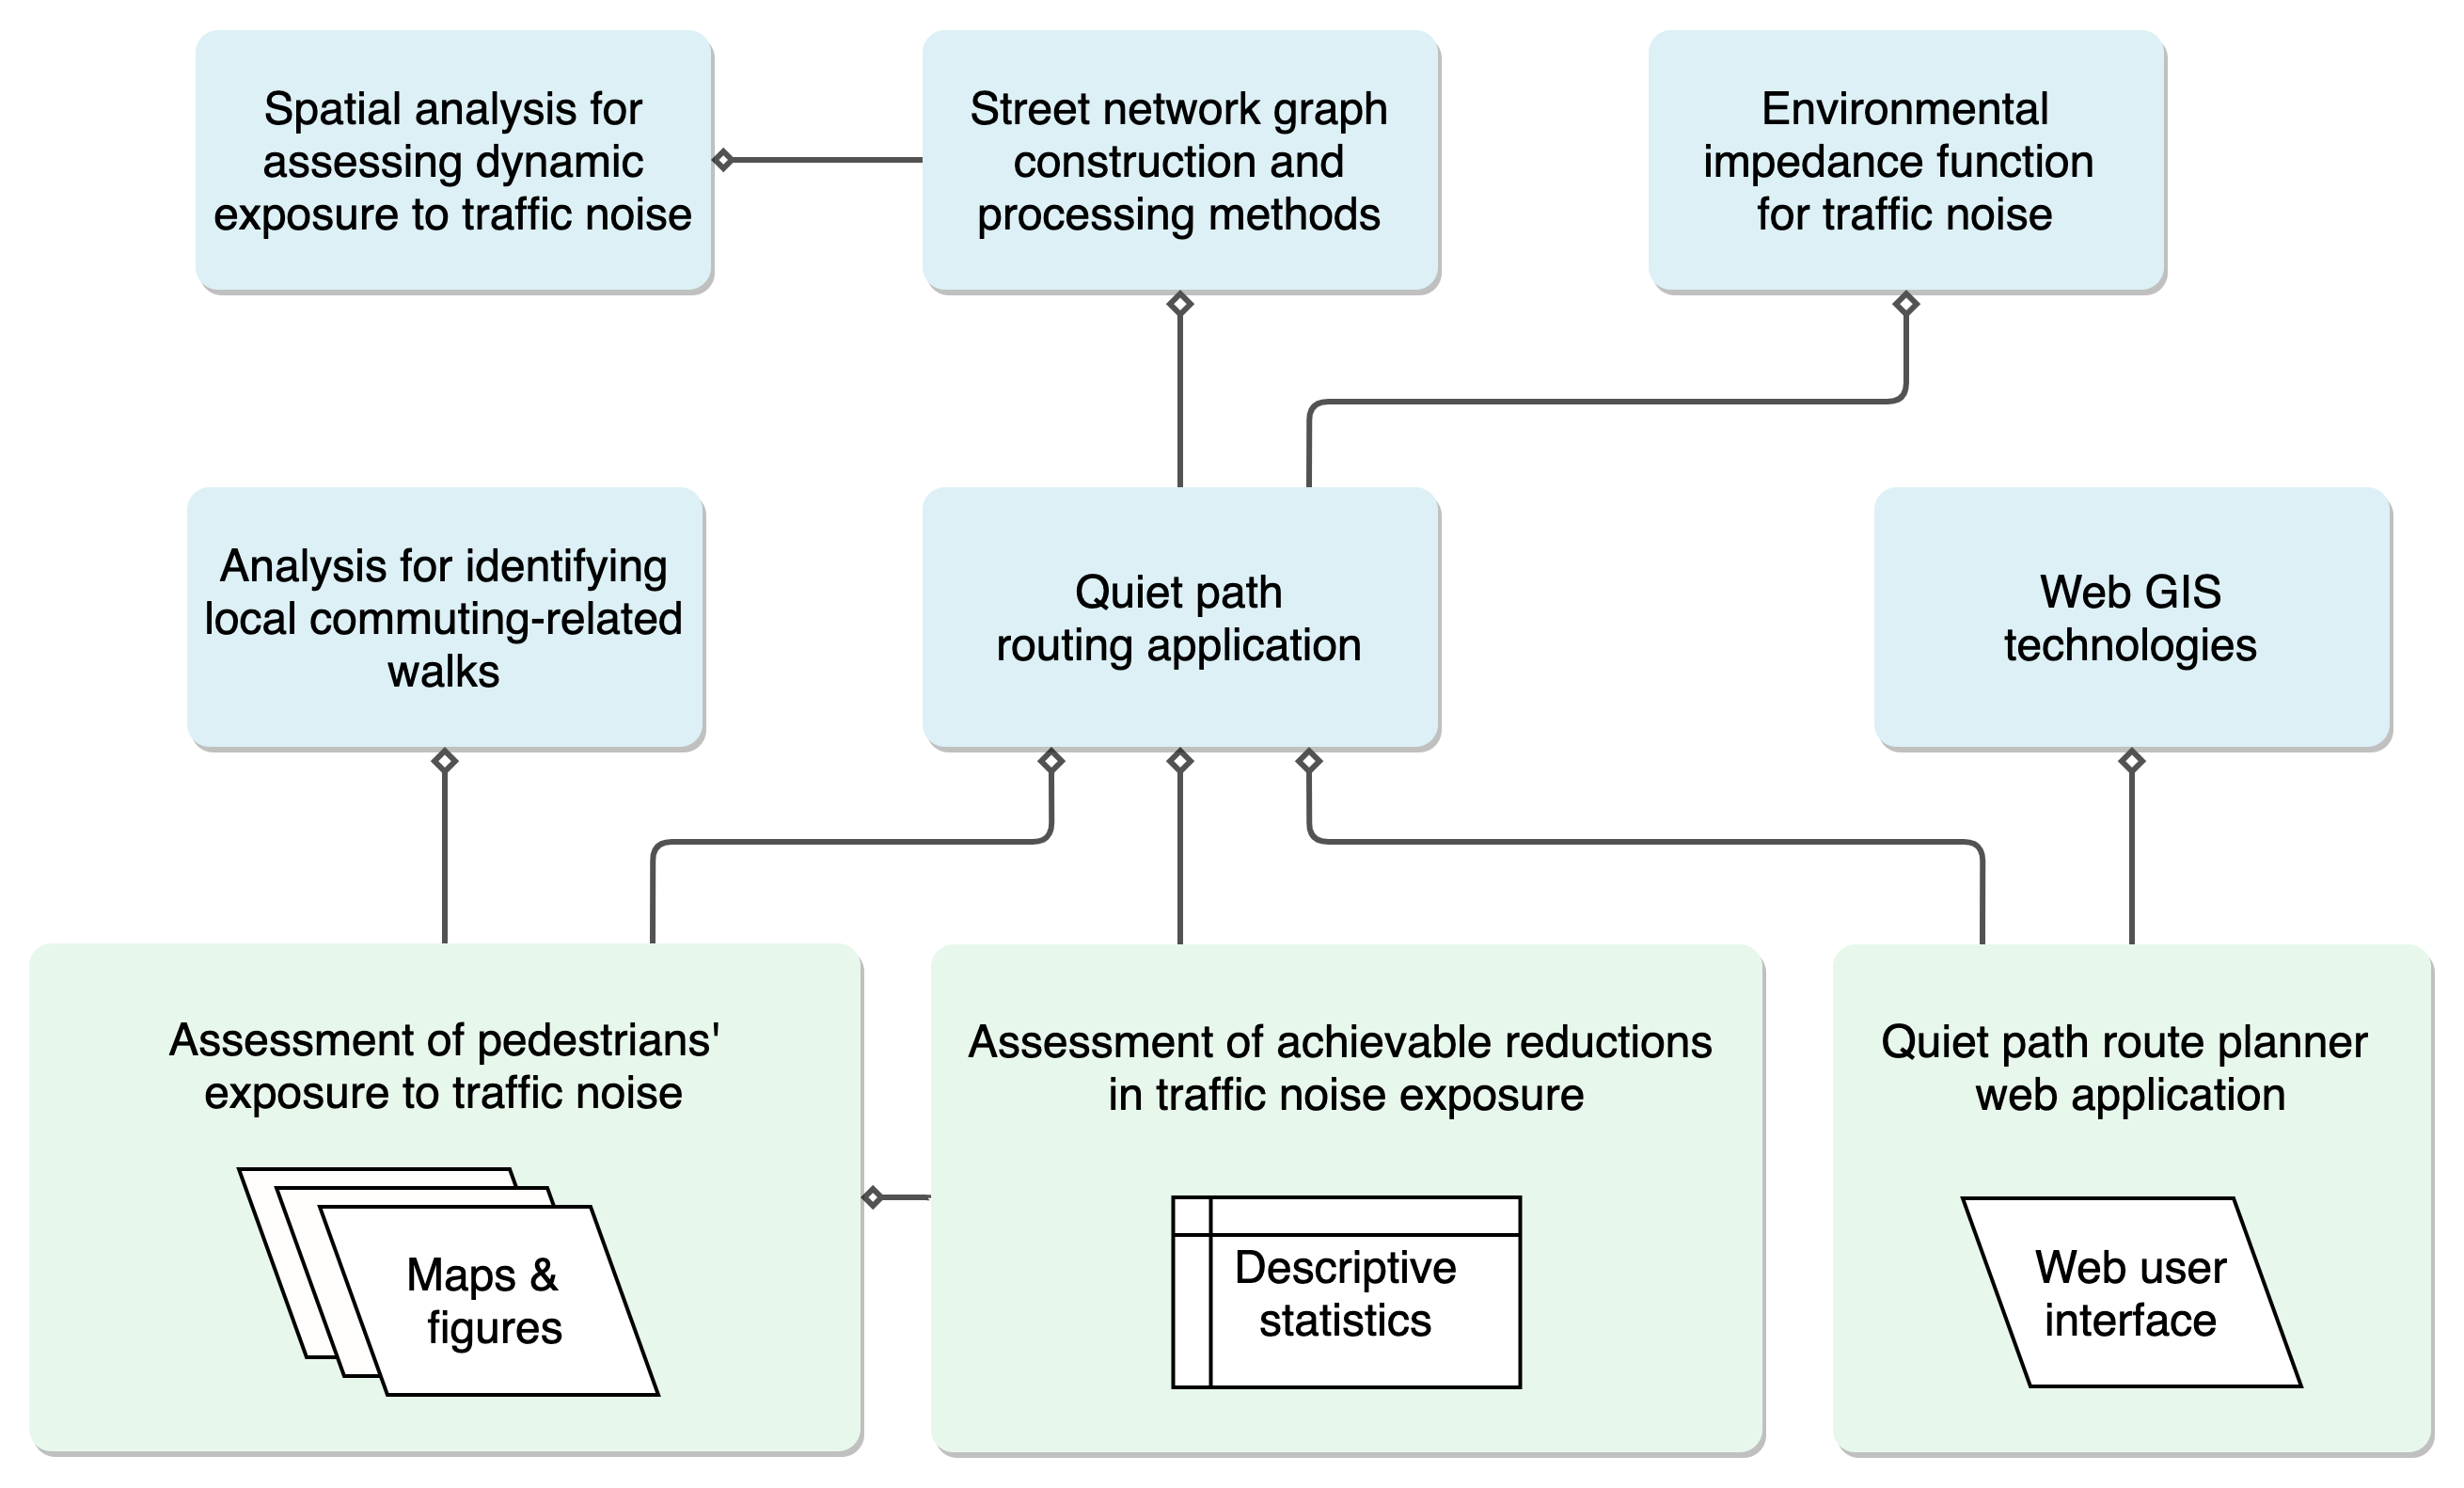 Spatial analysis for
assessing dynamic
exposure to traffic noise
Street network graph
construction and
processing methods
Environmental
impedance function
for traffic noise
Analysis for identifying
local commuting-related
walks
Quiet path
routing application
Web GIS
technologies
Assessment of pedestrians'
exposure to traffic noise
Maps &
figures
Assessment of achievable reductions
in traffic noise exposure
Descriptive
statistics
Quiet path route planner
web application
Web user
interface